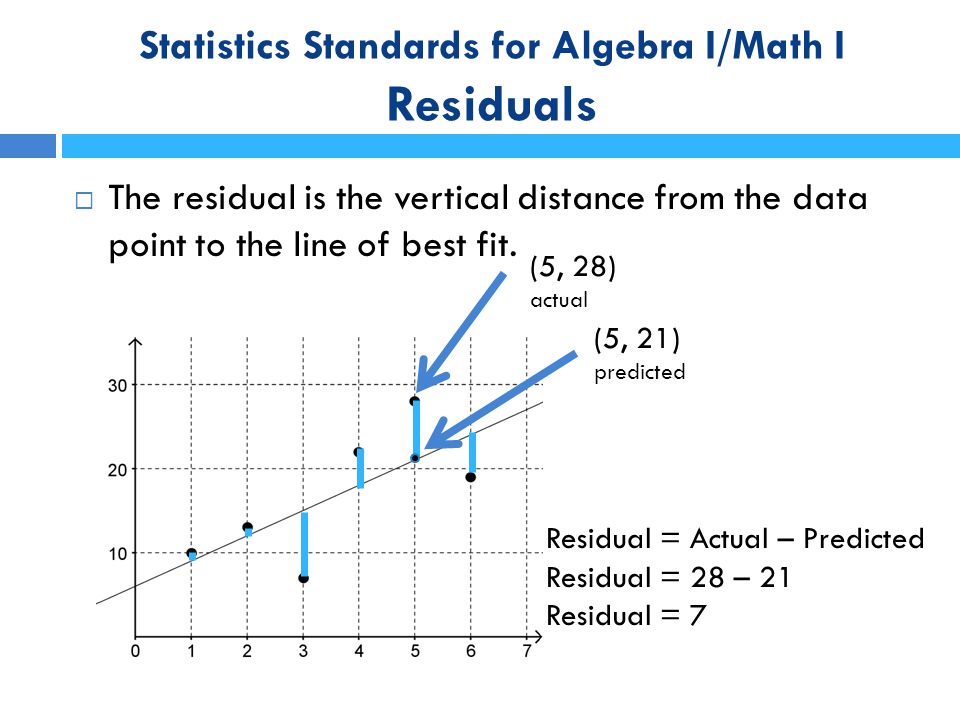 Statistics Standards for Algebra I/Math I
Residuals
The residual is the vertical distance from the data
point to the line of best fit.
(5, 28)
actual
(5, 21)
predicted
30
20
10
0 1 2 3 4 5 6 7
Residual = Actual – Predicted
Residual = 28 – 21
Residual = 7